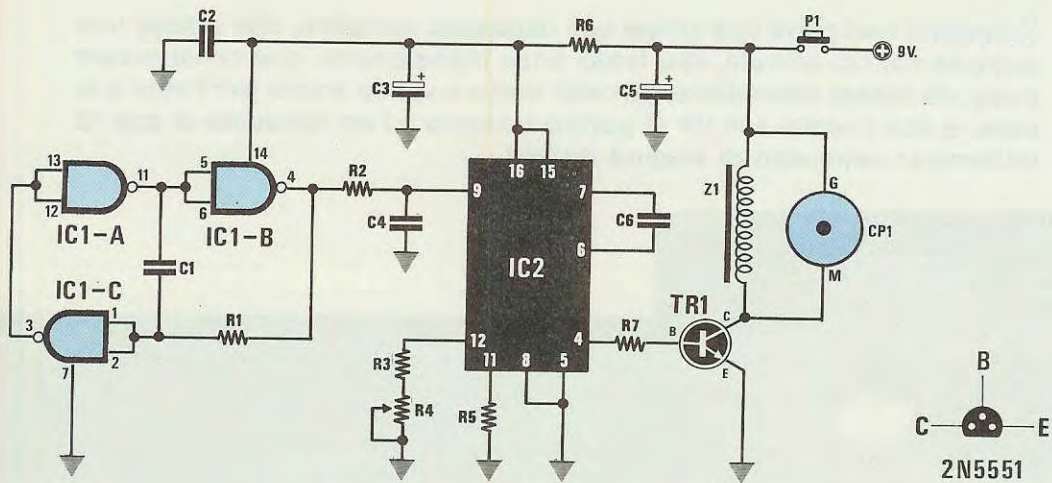 C2
R6
P1
9V.
C3
+
C5
+
13
12
11
5
6
14
4
IC1-A
IC1-B
R2
C4
9
16
15
7
6
C6
IC2
Z1
G
CP1
M
C1
IC1-C
3
1
2
7
R1
12
11
8
5
4
R3
R4
R5
R7
TR1
B
C
E
B
C
E
2N5551